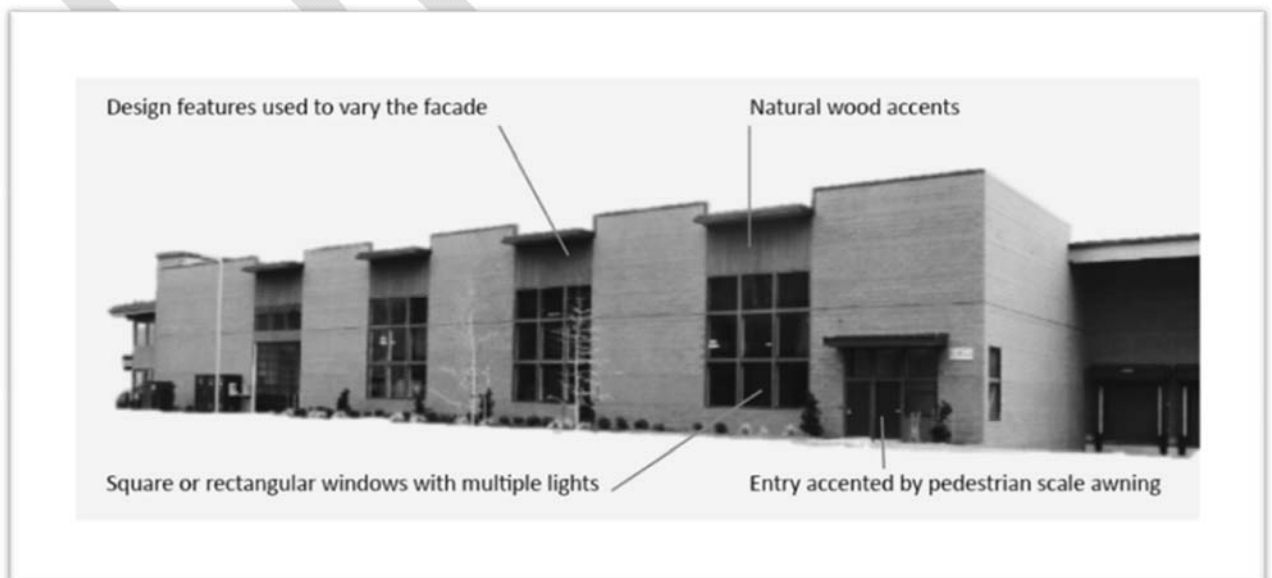 Design features used to vary the facade
Natural wood accents
Square or rectangular windows with multiple lights
Entry accented by pedestrian scale awning